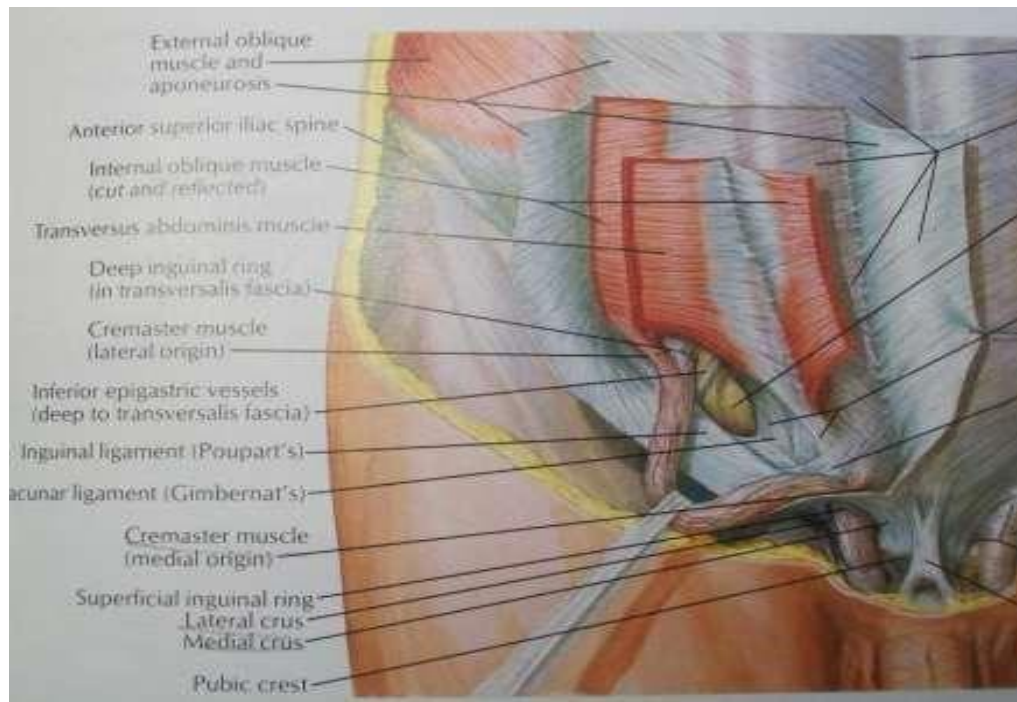 External oblique
muscle and
aponeurosis
Anterior superior iliac spine
Internal oblique muscle
(cut and reflected)
Transversus abdominis muscle
Deep inguinal ring
(in transversalis fascia)
Cremaster muscle
(lateral origin)
Inferior epigastric vessels
(deep to transversalis fascia)
Inguinal ligament (Poupart's)
acunar ligament (Gimbernat's)
Cremaster muscle
(medial origin)
Superficial inguinal ring
Lateral crus
Medial crus
Pubic crest